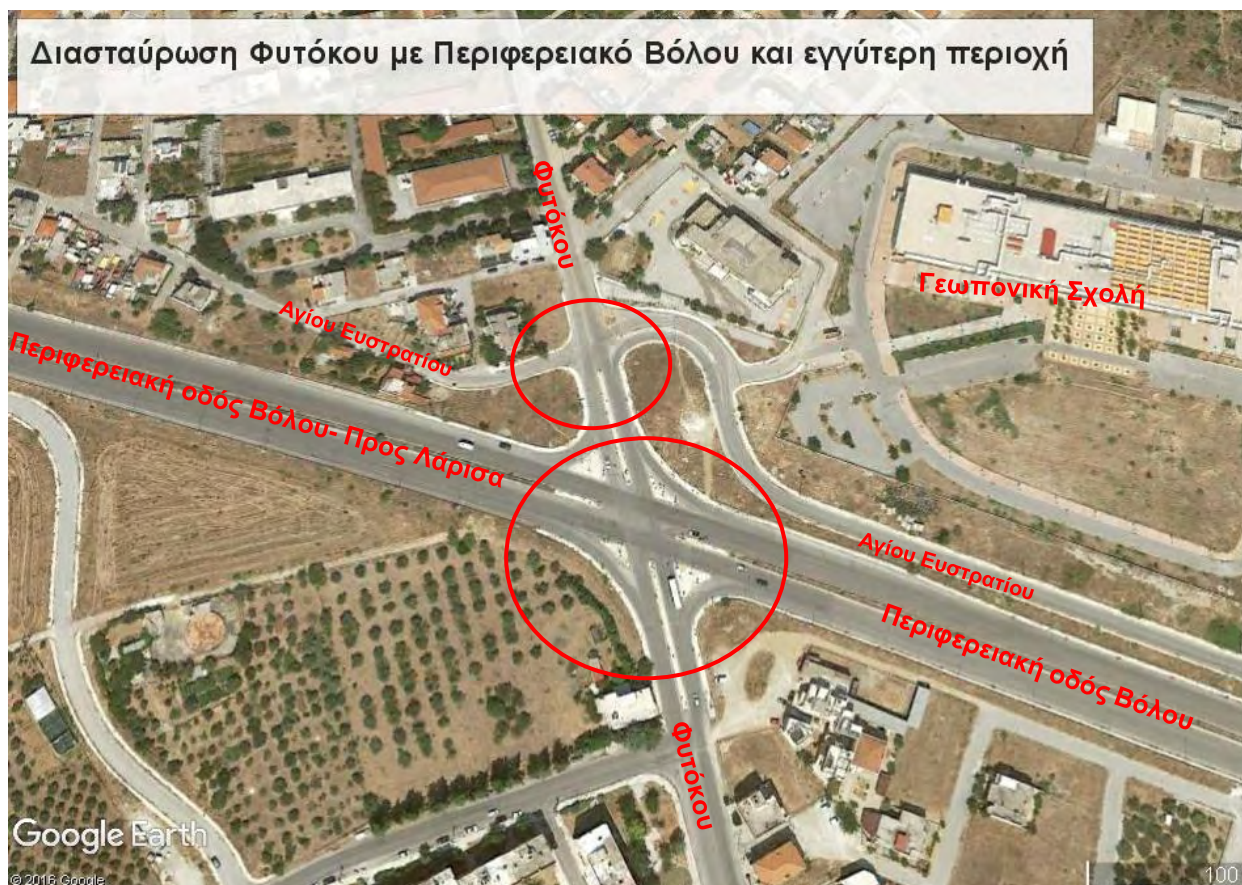 Διασταύρωση Φυτόκου με Περιφερειακό Βόλου και εγγύτερη περιοχή
Φυτόκου
Γεωπονική Σχολή
Αγίου Ευστρατίου
Περιφερειακή οδός Βόλου- Προς Λάρισα
Αγίου Ευστρατίου
Περιφερειακή οδός Βόλου
Φυτόκου
Google Earth
© 2016 Google
100